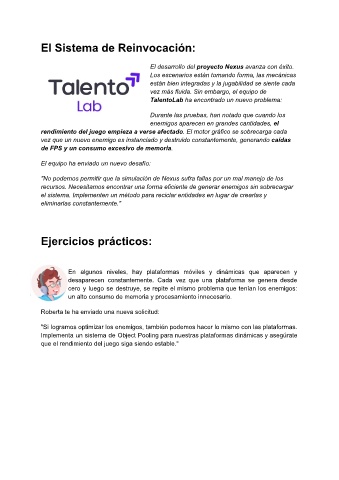 El Sistema de Reinvocación:
Talento
Lab
El desarrollo del proyecto Nexus avanza con éxito.
Los escenarios están tomando forma, las mecánicas
están bien integradas y la jugabilidad se siente cada
vez más fluida. Sin embargo, el equipo de
TalentoLab ha encontrado un nuevo problema:
Durante las pruebas, han notado que cuando los
enemigos aparecen en grandes cantidades, el
rendimiento del juego empieza a verse afectado. El motor gráfico se sobrecarga cada
vez que un nuevo enemigo es instanciado y destruido constantemente, generando caídas
de FPS y un consumo excesivo de memoria.
El equipo ha enviado un nuevo desafío:
"No podemos permitir que la simulación de Nexus sufra fallas por un mal manejo de los
recursos. Necesitamos encontrar una forma eficiente de generar enemigos sin sobrecargar
el sistema. Implementen un método para reciclar entidades en lugar de crearlas y
eliminarlas constantemente."
Ejercicios prácticos:
En algunos niveles, hay plataformas móviles y dinámicas que aparecen y
desaparecen constantemente. Cada vez que una plataforma se genera desde
cero y luego se destruye, se repite el mismo problema que tenían los enemigos:
un alto consumo de memoria y procesamiento innecesario.
Roberta te ha enviado una nueva solicitud:
"Si logramos optimizar los enemigos, también podemos hacer lo mismo con las plataformas.
Implementa un sistema de Object Pooling para nuestras plataformas dinámicas y asegúrate
que el rendimiento del juego siga siendo estable."